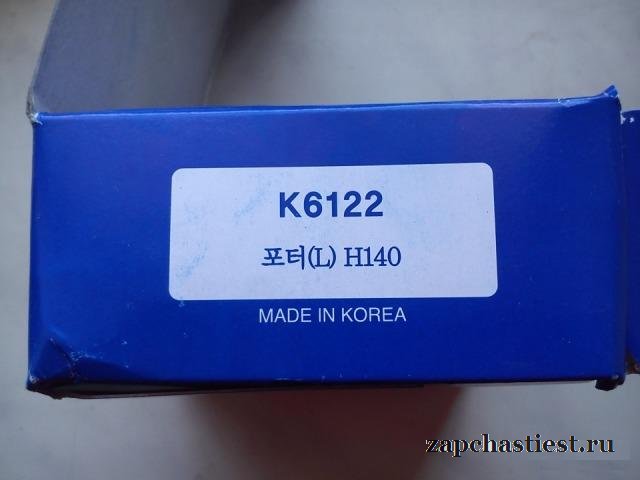 K6122
포터(L) H140
MADE IN KOREA
zapchastiest.ru